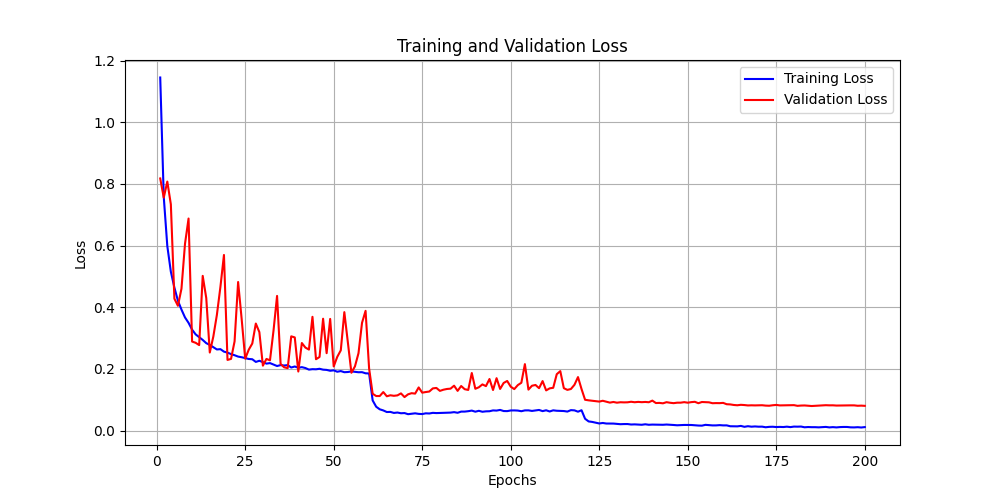 Training and Validation Loss
Training Loss
Validation Loss
Loss
1.2
1.0
0.8
0.6
0.4
0.2
0.0
0 25 50 75 100 125 150 175 200
Epochs